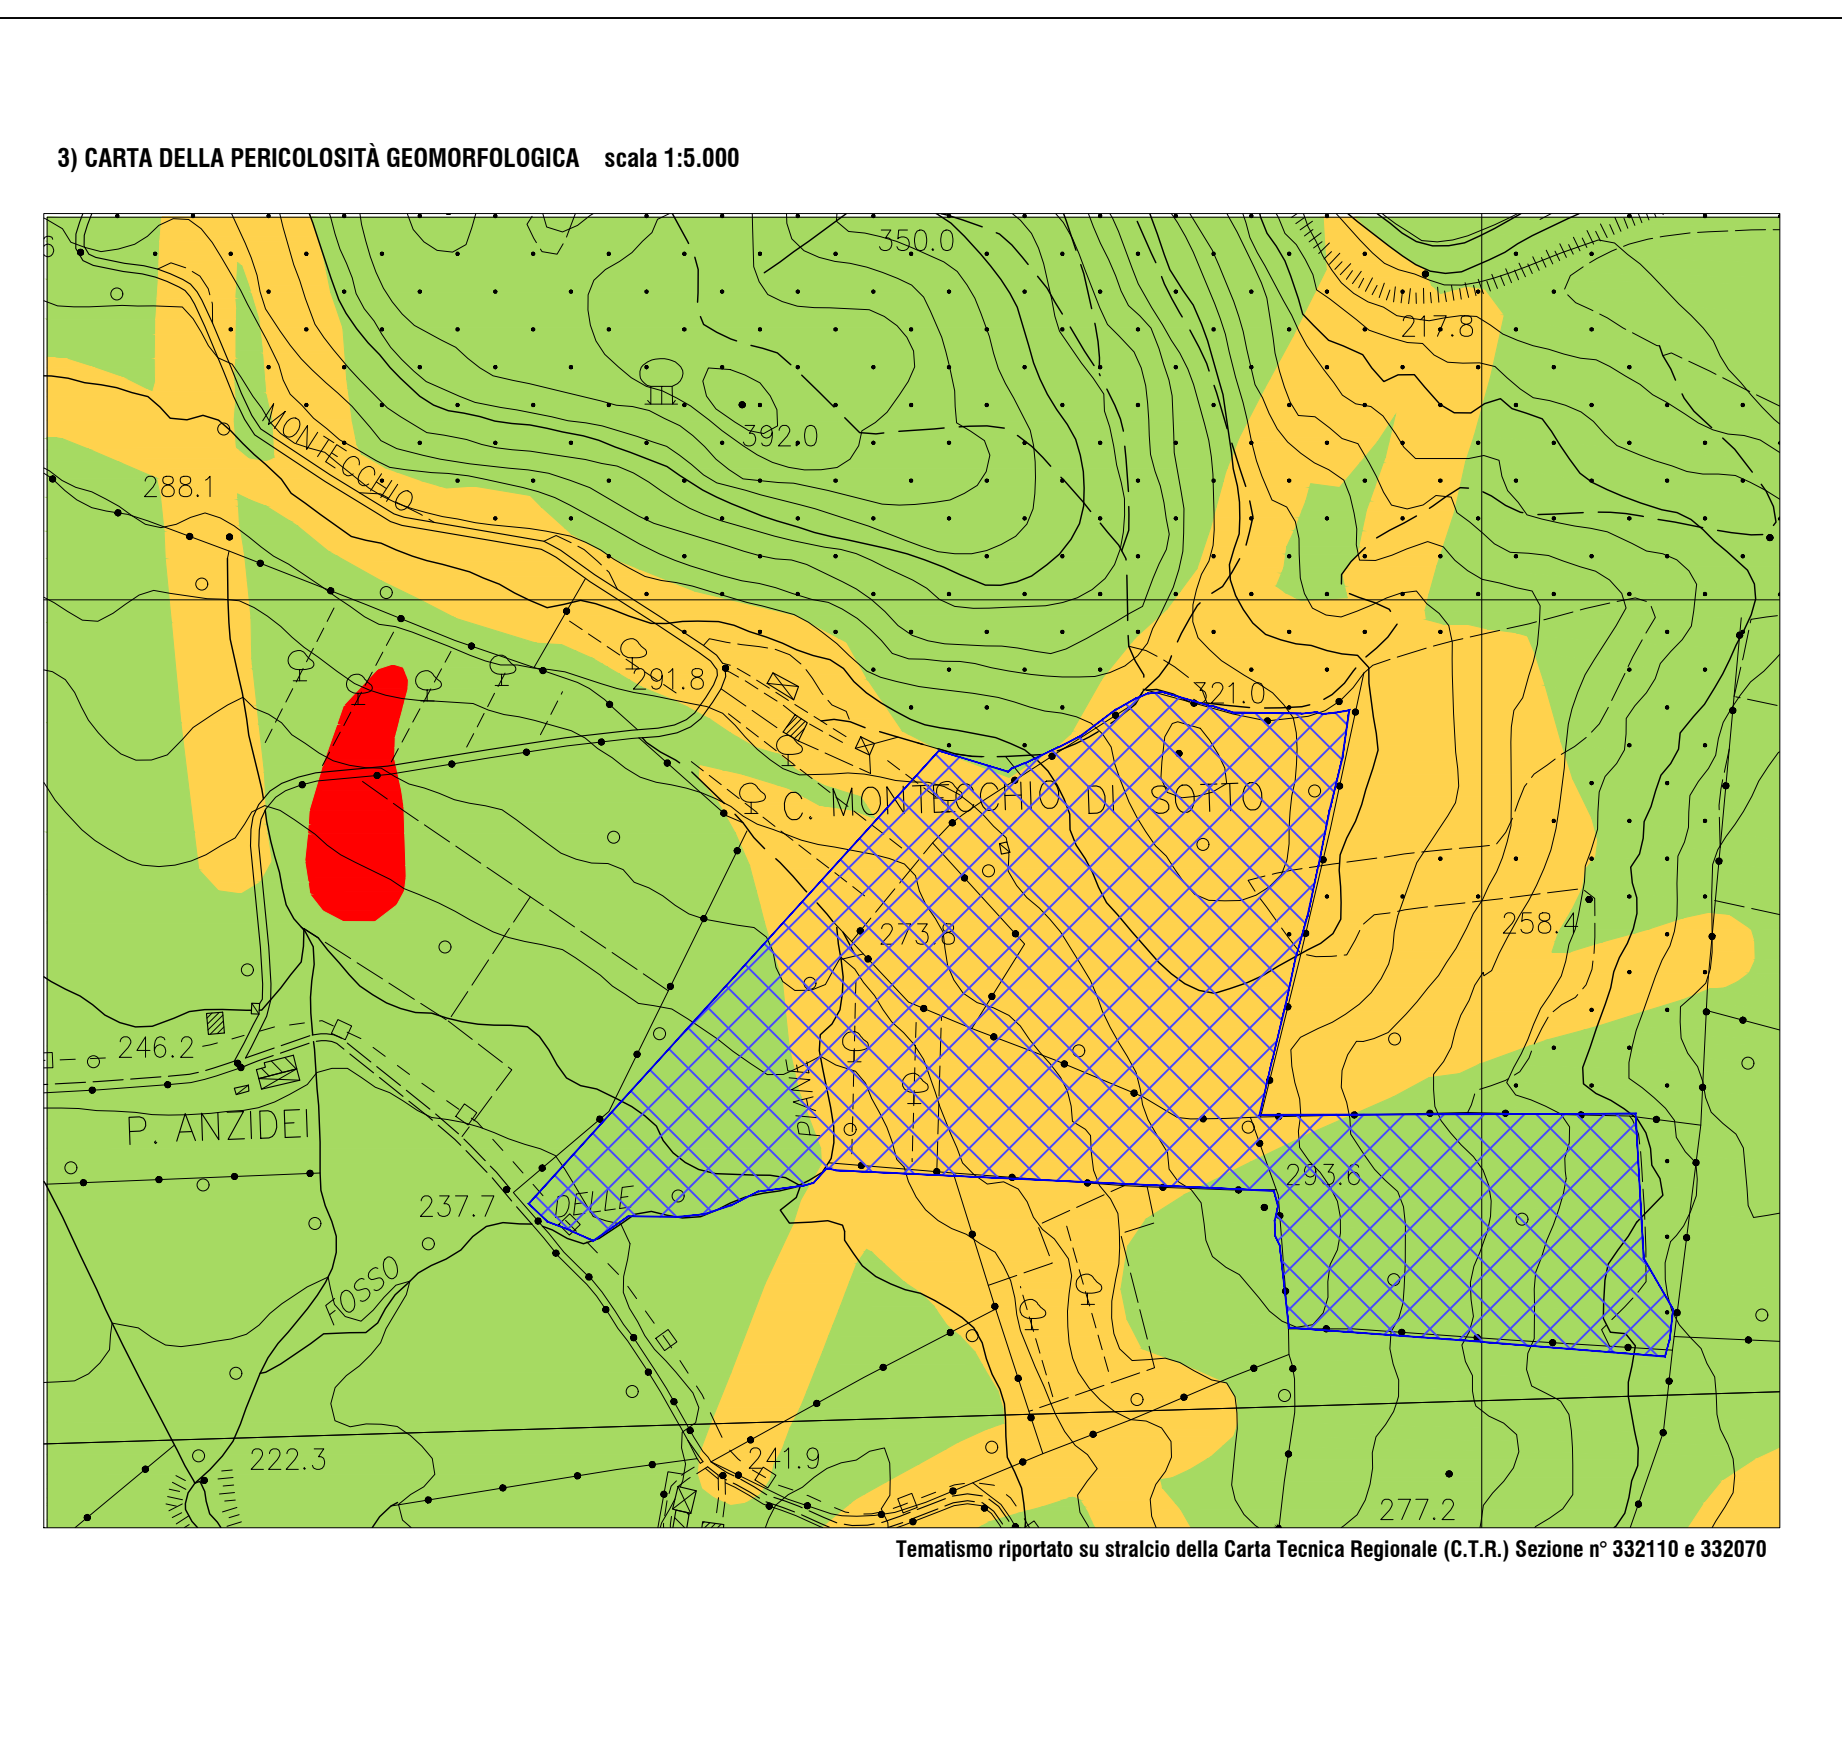 3) CARTA DELLA PERICOLOSITÀ GEOMORFOLOGICA scala 1:5.000
6
350.0
217.8
MONTECCHIO
392.0
288.1
291.8
321.0
C. MONTECCHIO DI SOTTO
273.8
258.4
246.2
PIANE
P. ANZIDEI
293.6
237.7
DELLE
FOSSO
222.3
241.9
277.2
Tematismo riportato su stralcio della Carta Tecnica Regionale (C.T.R.) Sezione n° 332110 e 332070